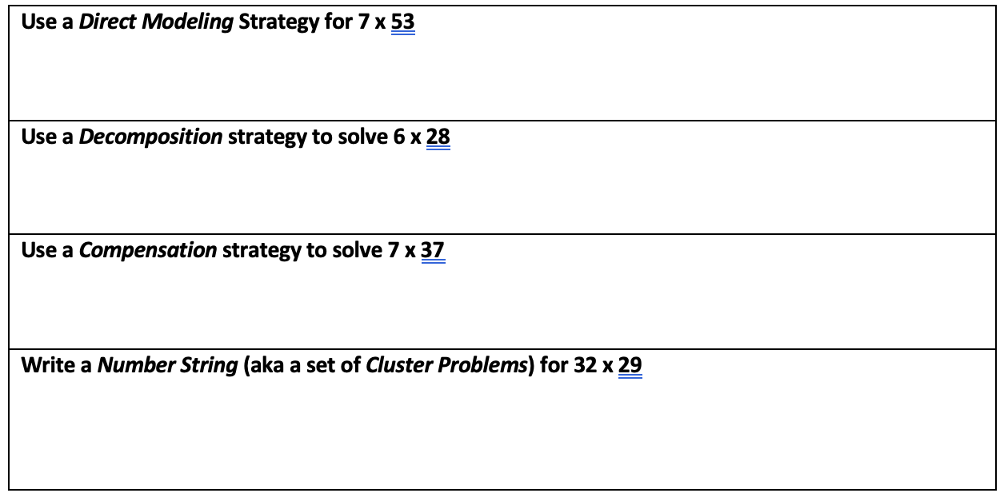 Use a Direct Modeling Strategy for 7 x 53
Use a Decomposition strategy to solve 6 x 28
Use a Compensation strategy to solve 7 x 37
Write a Number String (aka a set of Cluster Problems) for 32 x 29